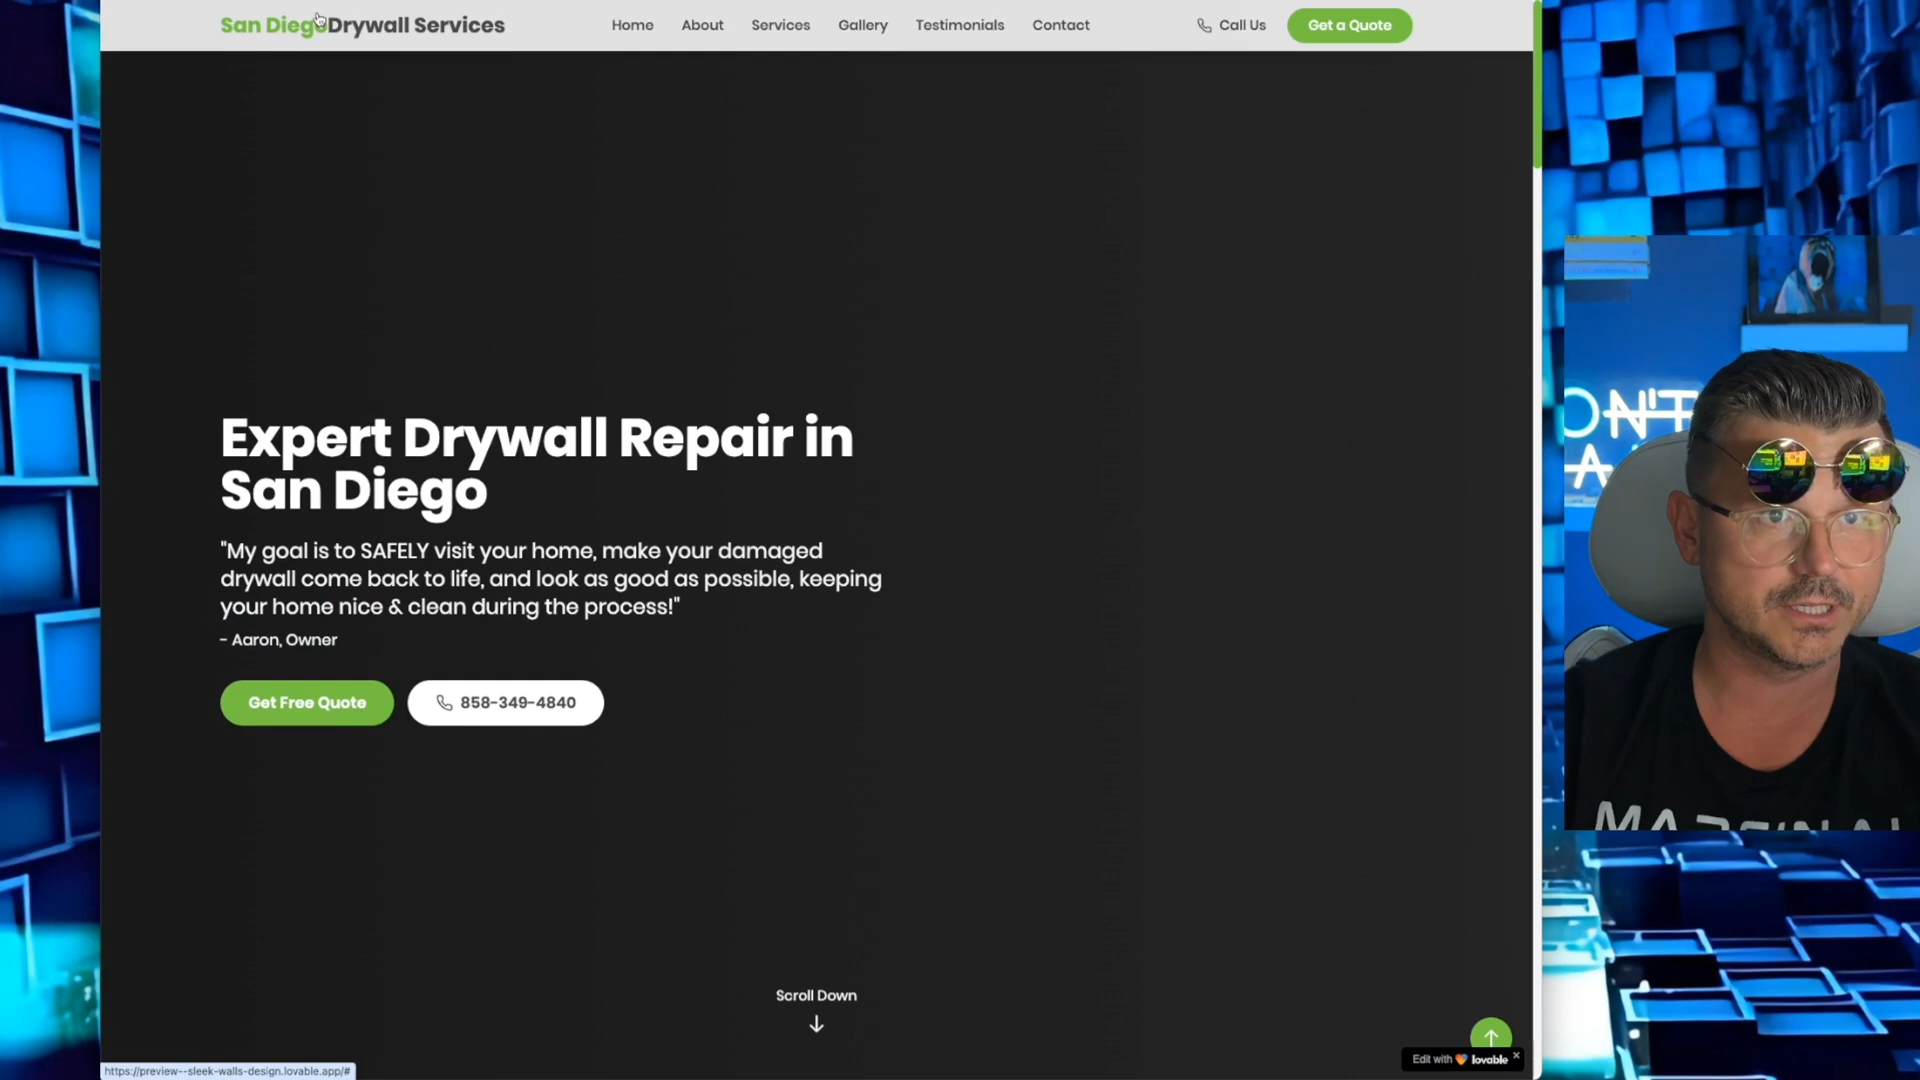 San Diego Drywall Services
Home About Services Gallery Testimonials Contact Call Us Get a Quote
Expert Drywall Repair in
San Diego
"My goal is to SAFELY visit your home, make your damaged
drywall come back to life, and look as good as possible, keeping
your home nice & clean during the process!"
- Aaron, Owner
Get Free Quote 858-349-4840
Scroll Down
Edit with lovable
https://preview--sleek-walls-design.lovable.app/#